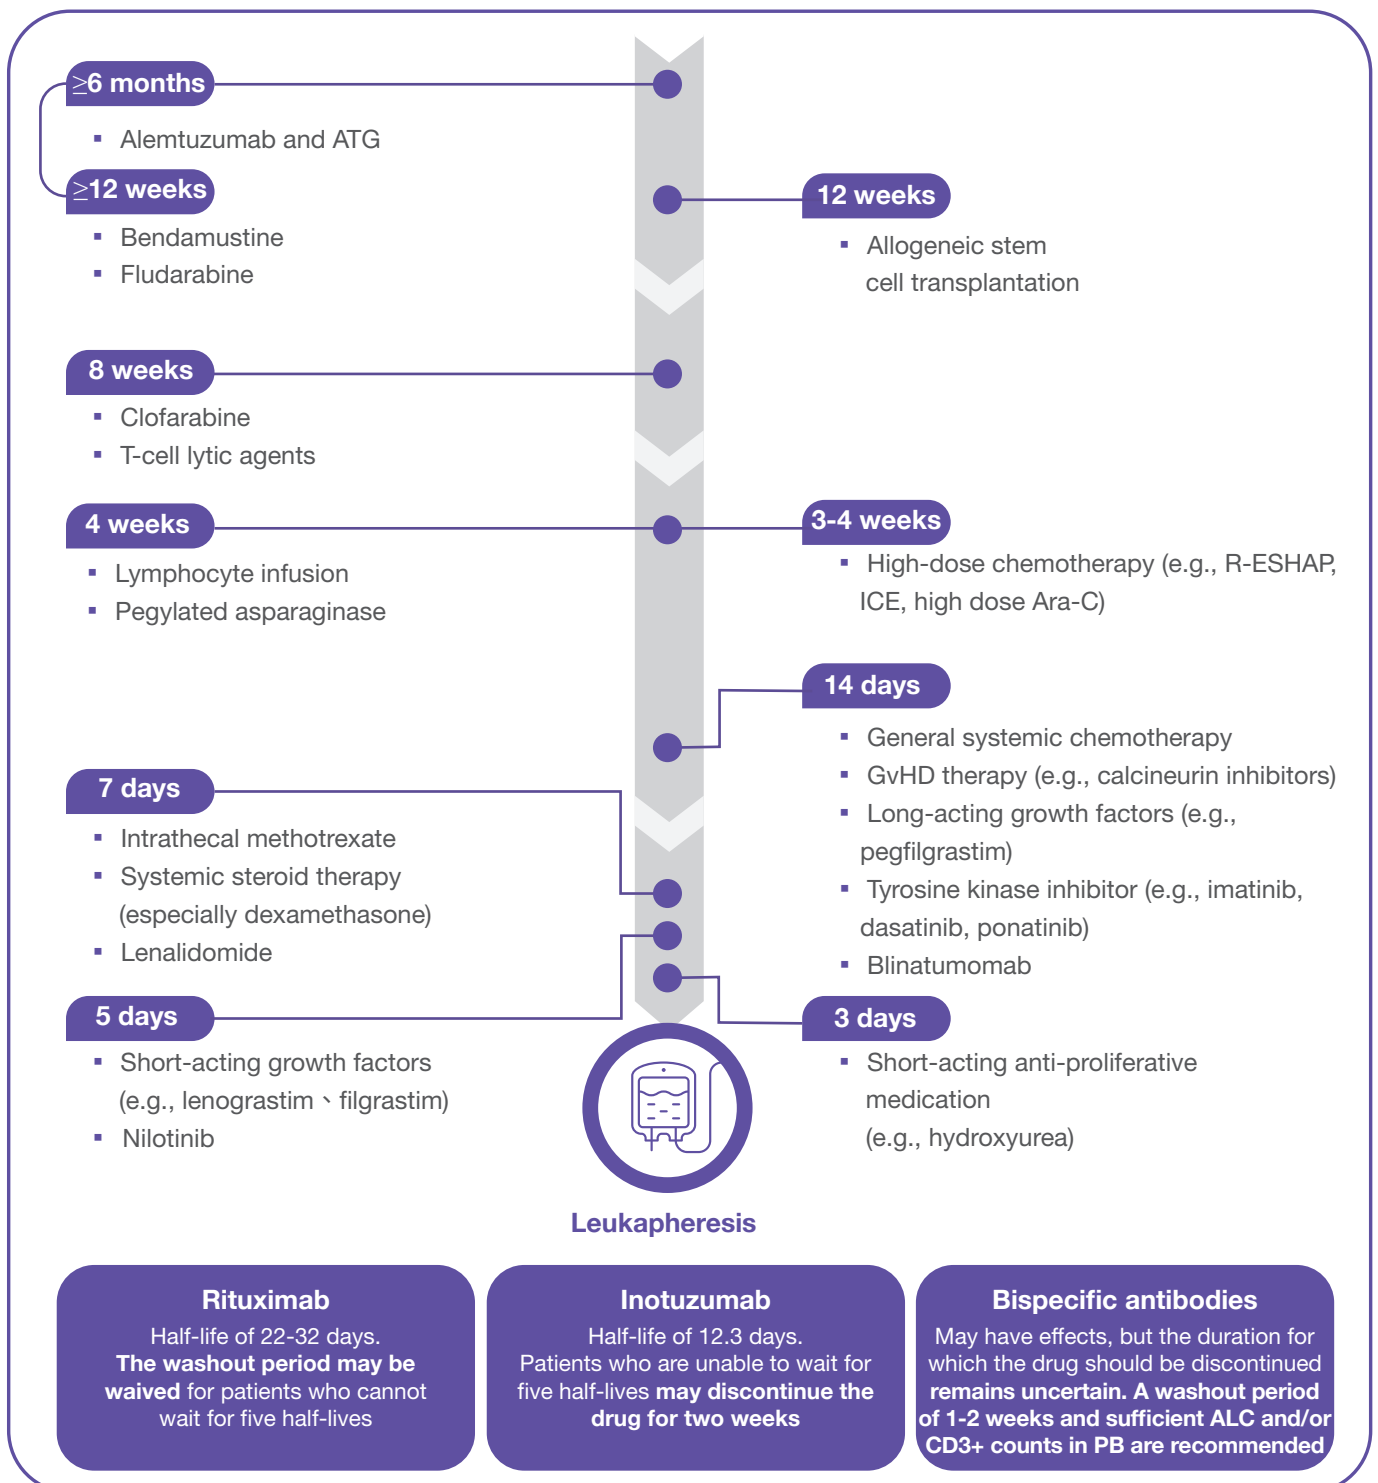 ≥6 months
▪ Alemtuzumab and ATG
≥12 weeks
▪ Bendamustine
▪ Fludarabine
12 weeks
▪ Allogeneic stem
cell transplantation
8 weeks
▪ Clofarabine
▪ T-cell lytic agents
4 weeks
▪ Lymphocyte infusion
▪ Pegylated asparaginase
3-4 weeks
▪ High-dose chemotherapy (e.g., R-ESHAP,
ICE, high dose Ara-C)
14 days
▪ General systemic chemotherapy
▪ GvHD therapy (e.g., calcineurin inhibitors)
▪ Long-acting growth factors (e.g.,
pegfilgrastim)
▪ Tyrosine kinase inhibitor (e.g., imatinib,
dasatinib, ponatinib)
▪ Blinatumomab
7 days
▪ Intrathecal methotrexate
▪ Systemic steroid therapy
(especially dexamethasone)
▪ Lenalidomide
5 days
▪ Short-acting growth factors
(e.g., lenograstim、filgrastim)
▪ Nilotinib
3 days
▪ Short-acting anti-proliferative
medication
(e.g., hydroxyurea)
Leukapheresis
Rituximab
Half-life of 22-32 days.
The washout period may be
waived for patients who cannot
wait for five half-lives
Inotuzumab
Half-life of 12.3 days.
Patients who are unable to wait for
five half-lives may discontinue the
drug for two weeks
Bispecific antibodies
May have effects, but the duration for
which the drug should be discontinued
remains uncertain. A washout period
of 1-2 weeks and sufficient ALC and/or
CD3+ counts in PB are recommended